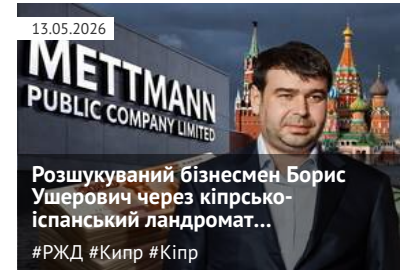 13.05.2026
METTMANN
PUBLIC COMPANY LIMITED
Розшукуваний бізнесмен Борис
Ушерович через кіпрсько-
іспанський ландромат...
#РЖД #Кипр #Кіпр